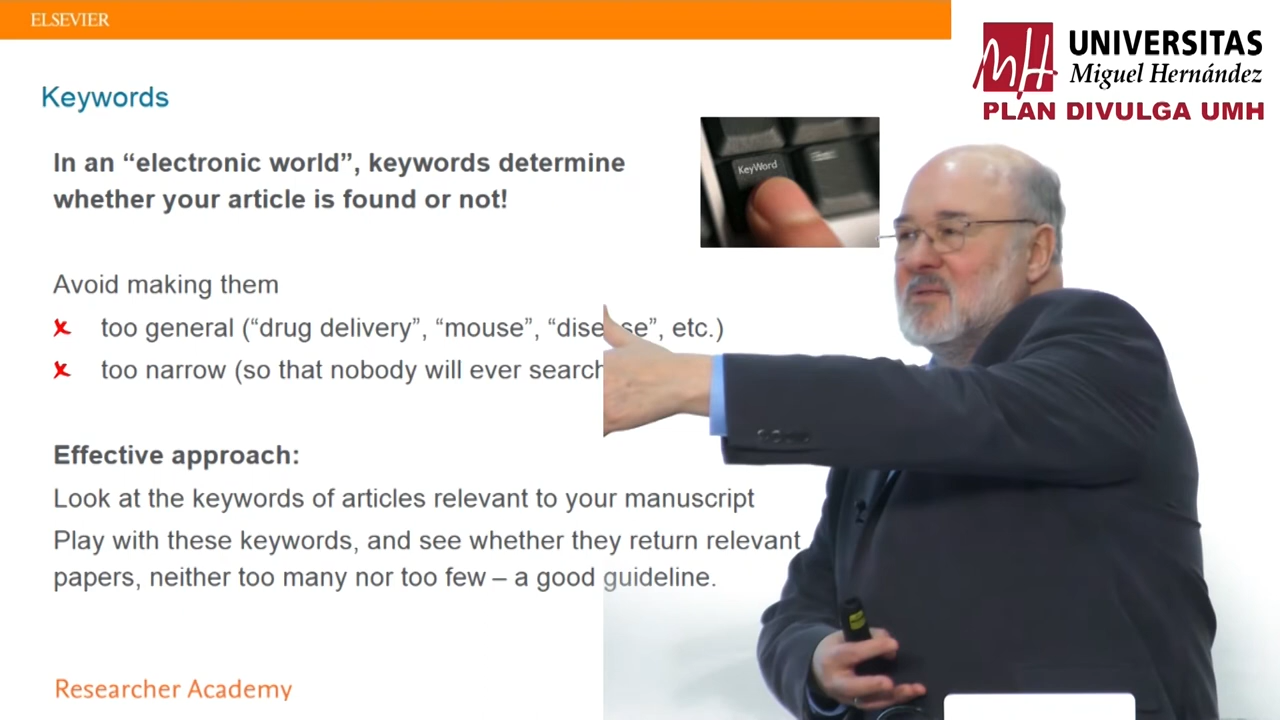 ELSEVIER
UNIVERSITAS
Miguel Hernández
PLAN DIVULGA UMH
Keywords
In an “electronic world”, keywords determine
whether your article is found or not!
KeyWord
Avoid making them
too general (“drug delivery”, “mouse”, “disease”, etc.)
too narrow (so that nobody will ever search
Effective approach:
Look at the keywords of articles relevant to your manuscript
Play with these keywords, and see whether they return relevant
papers, neither too many nor too few – a good guideline.
Researcher Academy